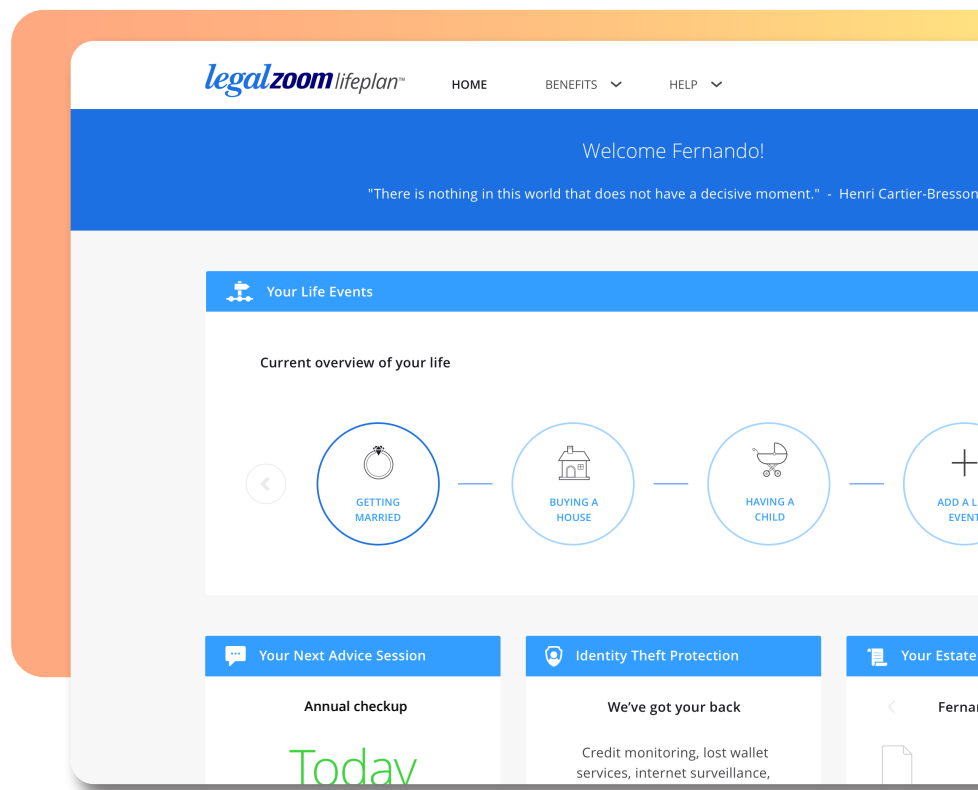 legalzoom lifeplan™ HOME BENEFITS HELP
Welcome Fernando!
"There is nothing in this world that does not have a decisive moment." - Henri Cartier-Bresson
Your Life Events
Current overview of your life
GETTING
MARRIED
BUYING A
HOUSE
HAVING A
CHILD
ADD A
EVENT
Your Next Advice Session
Annual checkup
Today
Identity Theft Protection
We’ve got your back
Credit monitoring, lost wallet
services, internet surveillance,
Your Estate